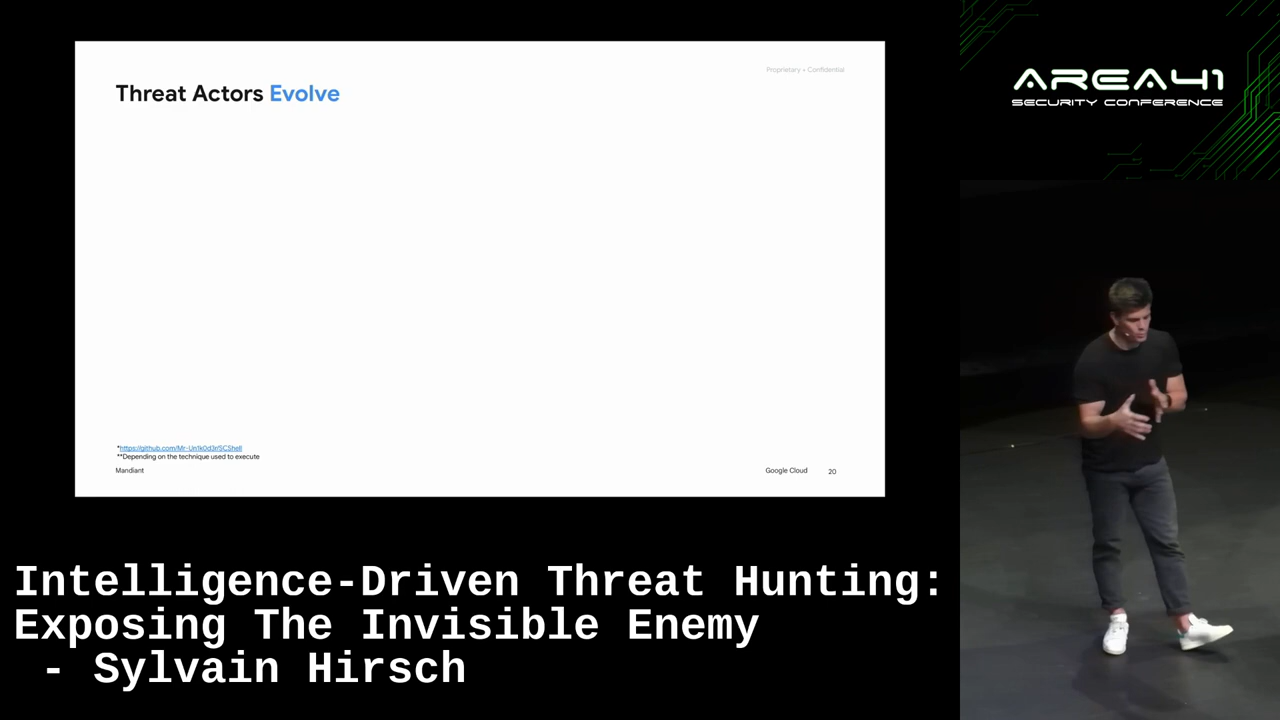 Proprietary + Confidential
Threat Actors Evolve
*https://github.com/Mr-Un1k0d3r/SCShell
**Depending on the technique used to execute
Mandiant
Google Cloud
20
AREA41
SECURITY CONFERENCE
Intelligence-Driven Threat Hunting:
Exposing The Invisible Enemy
- Sylvain Hirsch